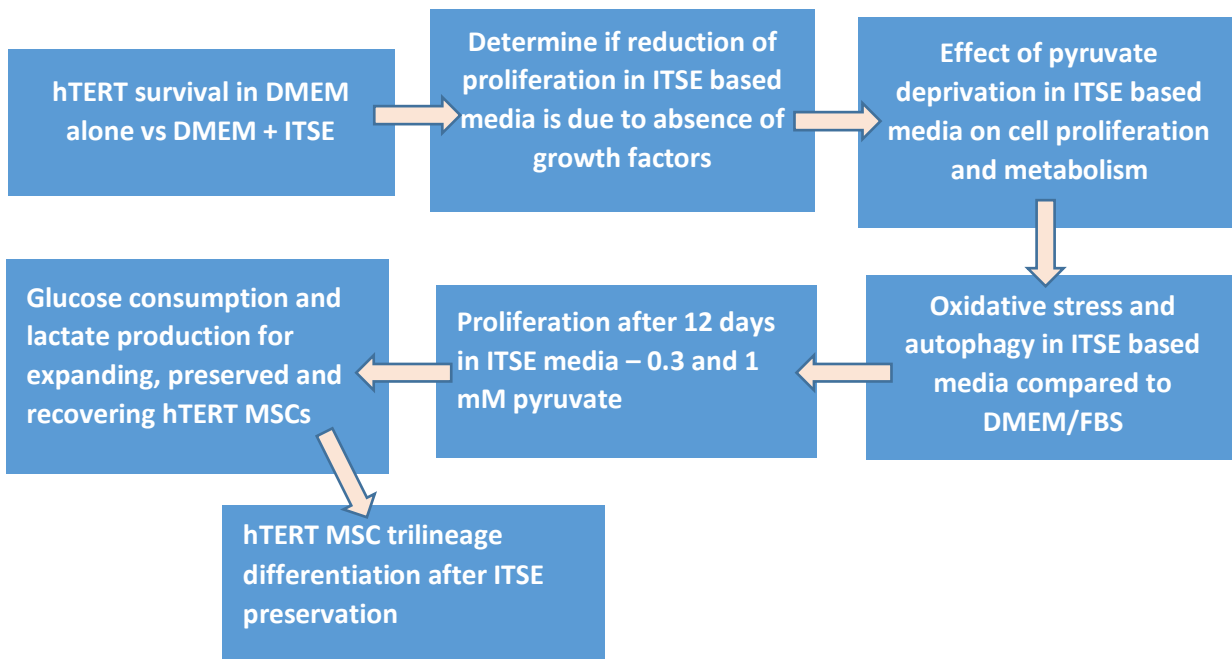 hTERT survival in DMEM
alone vs DMEM + ITSE
Determine if reduction of
proliferation in ITSE based
media is due to absence of
growth factors
Effect of pyruvate
deprivation in ITSE based
media on cell proliferation
and metabolism
Oxidative stress and
autophagy in ITSE based
media compared to
DMEM/FBS
Proliferation after 12 days
in ITSE media – 0.3 and 1
mM pyruvate
Glucose consumption and
lactate production for
expanding, preserved and
recovering hTERT MSCs
hTERT MSC trilineage
differentiation after ITSE
preservation